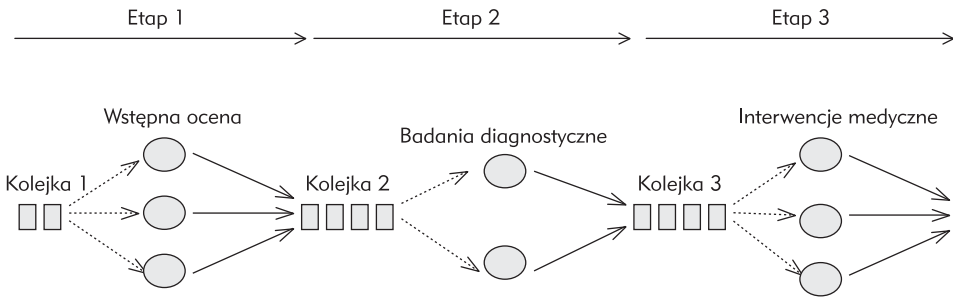 Etap 1
Etap 2
Etap 3
Wstępna ocena
Badania diagnostyczne
Interwencje medyczne
Kolejka 1
Kolejka 2
Kolejka 3